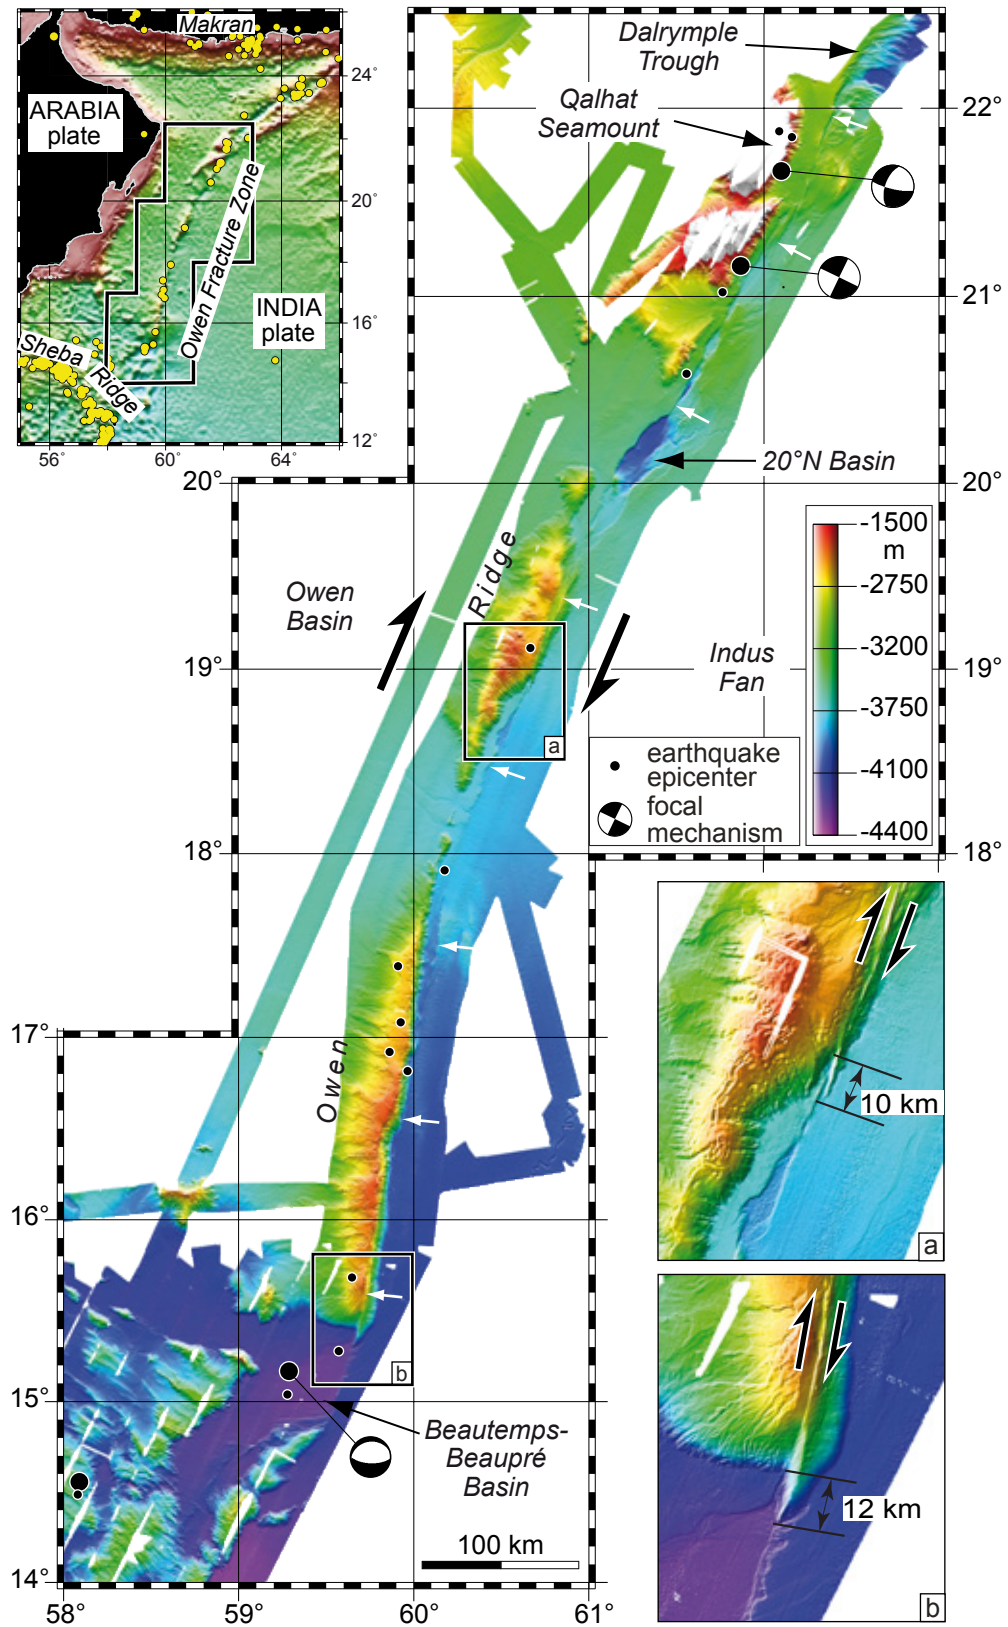 Makran
ARABIA
plate
Owen Fracture Zone
INDIA
plate
Sheba
Ridge
24°
20°
16°
12°
56°
60°
64°
Dalrymple
Trough
Qalhat
Seamount
22°
21°
20°N Basin
20°
20°
-1500
m
-2750
-3200
-3750
-4100
-4400
Ridge
Owen
Basin
19°
19°
Indus
Fan
a
earthquake
epicenter
focal
mechanism
18°
18°
10 km
a
17°
Owen
16°
b
15°
Beautemps-
Beaupré
Basin
12 km
b
100 km
14°
58°
59°
60°
61°